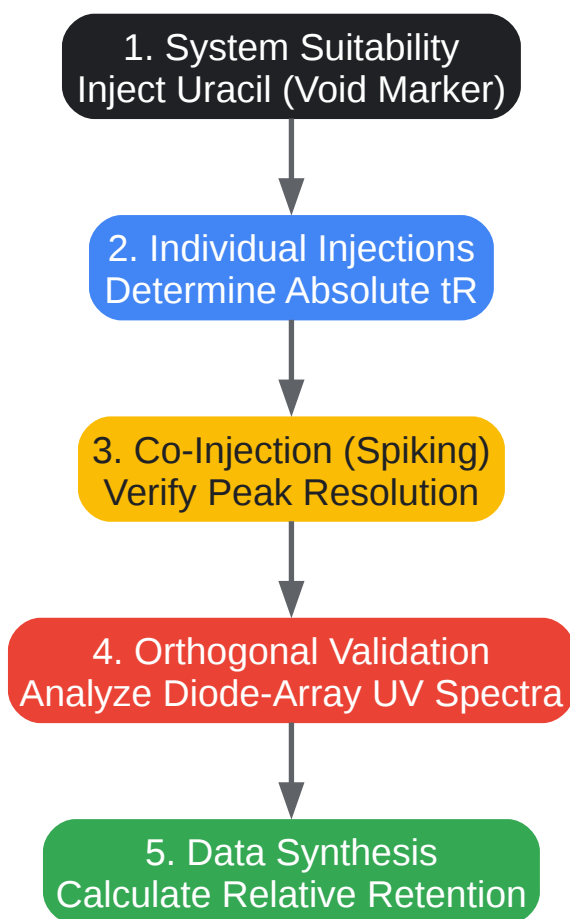 1. System Suitability
Inject Uracil (Void Marker)
2. Individual Injections
Determine Absolute tR
3. Co-Injection (Spiking)
Verify Peak Resolution
4. Orthogonal Validation
Analyze Diode-Array UV Spectra
5. Data Synthesis
Calculate Relative Retention